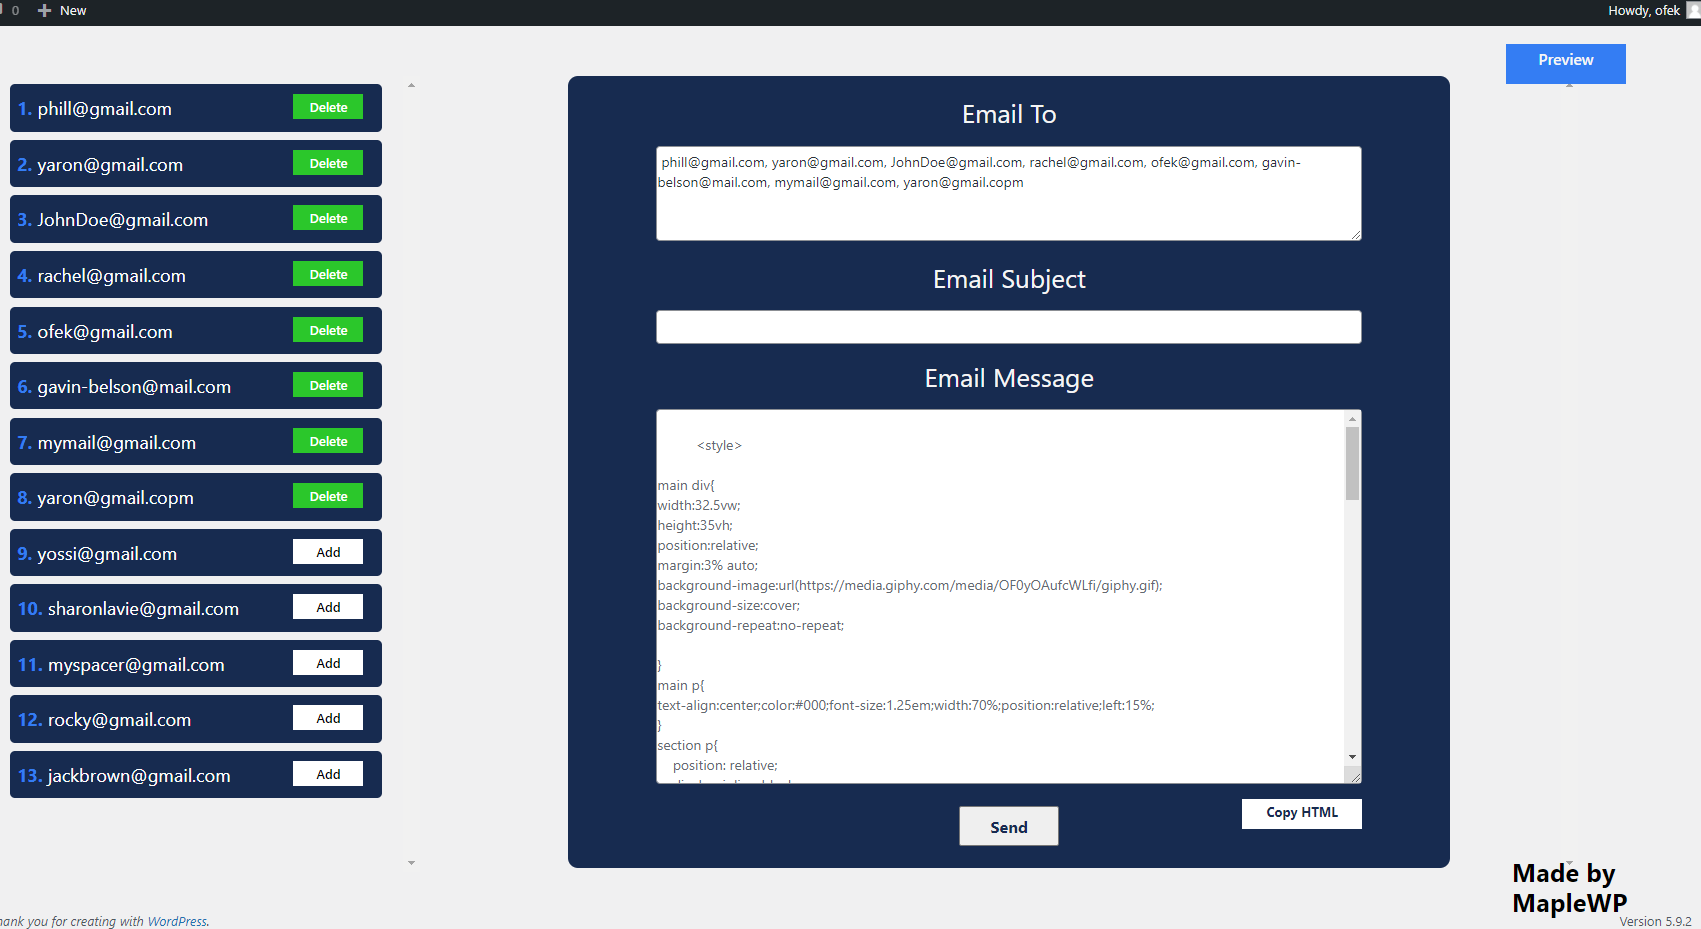 0 New
Howdy, ofek
Preview
1. phill@gmail.com Delete
2. yaron@gmail.com Delete
3. JohnDoe@gmail.com Delete
4. rachel@gmail.com Delete
5. ofek@gmail.com Delete
6. gavin-belson@mail.com Delete
7. mymail@gmail.com Delete
8. yaron@gmail.copm Delete
9. yossi@gmail.com Add
10. sharonlavie@gmail.com Add
11. myspacer@gmail.com Add
12. rocky@gmail.com Add
13. jackbrown@gmail.com Add
Email To
phill@gmail.com, yaron@gmail.com, JohnDoe@gmail.com, rachel@gmail.com, ofek@gmail.com, gavin-
belson@mail.com, mymail@gmail.com, yaron@gmail.copm
Email Subject
Email Message
<style>
main div{
width:32.5vw;
height:35vh;
position:relative;
margin:3% auto;
background-image:url(https://media.giphy.com/media/OF0yOAufcWLfi/giphy.gif);
background-size:cover;
background-repeat:no-repeat;
}
main p{
text-align:center;color:#000;font-size:1.25em;width:70%;position:relative;left:15%;
}
section p{
position: relative;
Send
Copy HTML
Made by
MapleWP
hank you for creating with WordPress.
Version 5.9.2